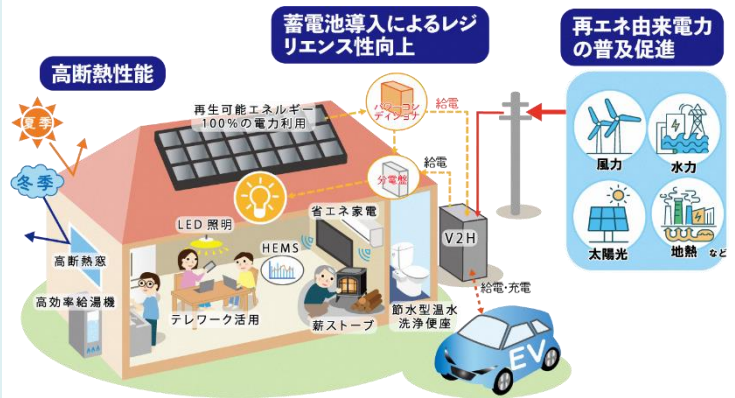 高断熱性能
蓄電池導入によるレジ
リエンス性向上
再エネ由来電力
の普及促進
夏季
冬季
再生可能エネルギー
100%の電力利用
パワーコン
ディショナ
給電
分電盤
給電
風力
水力
太陽光
地熱
など
LED 照明
省エネ家電
HEMS
V2H
高断熱窓
高効率給湯機
テレワーク活用
薪ストーブ
節水型温水
洗浄便座
給電・充電
EV